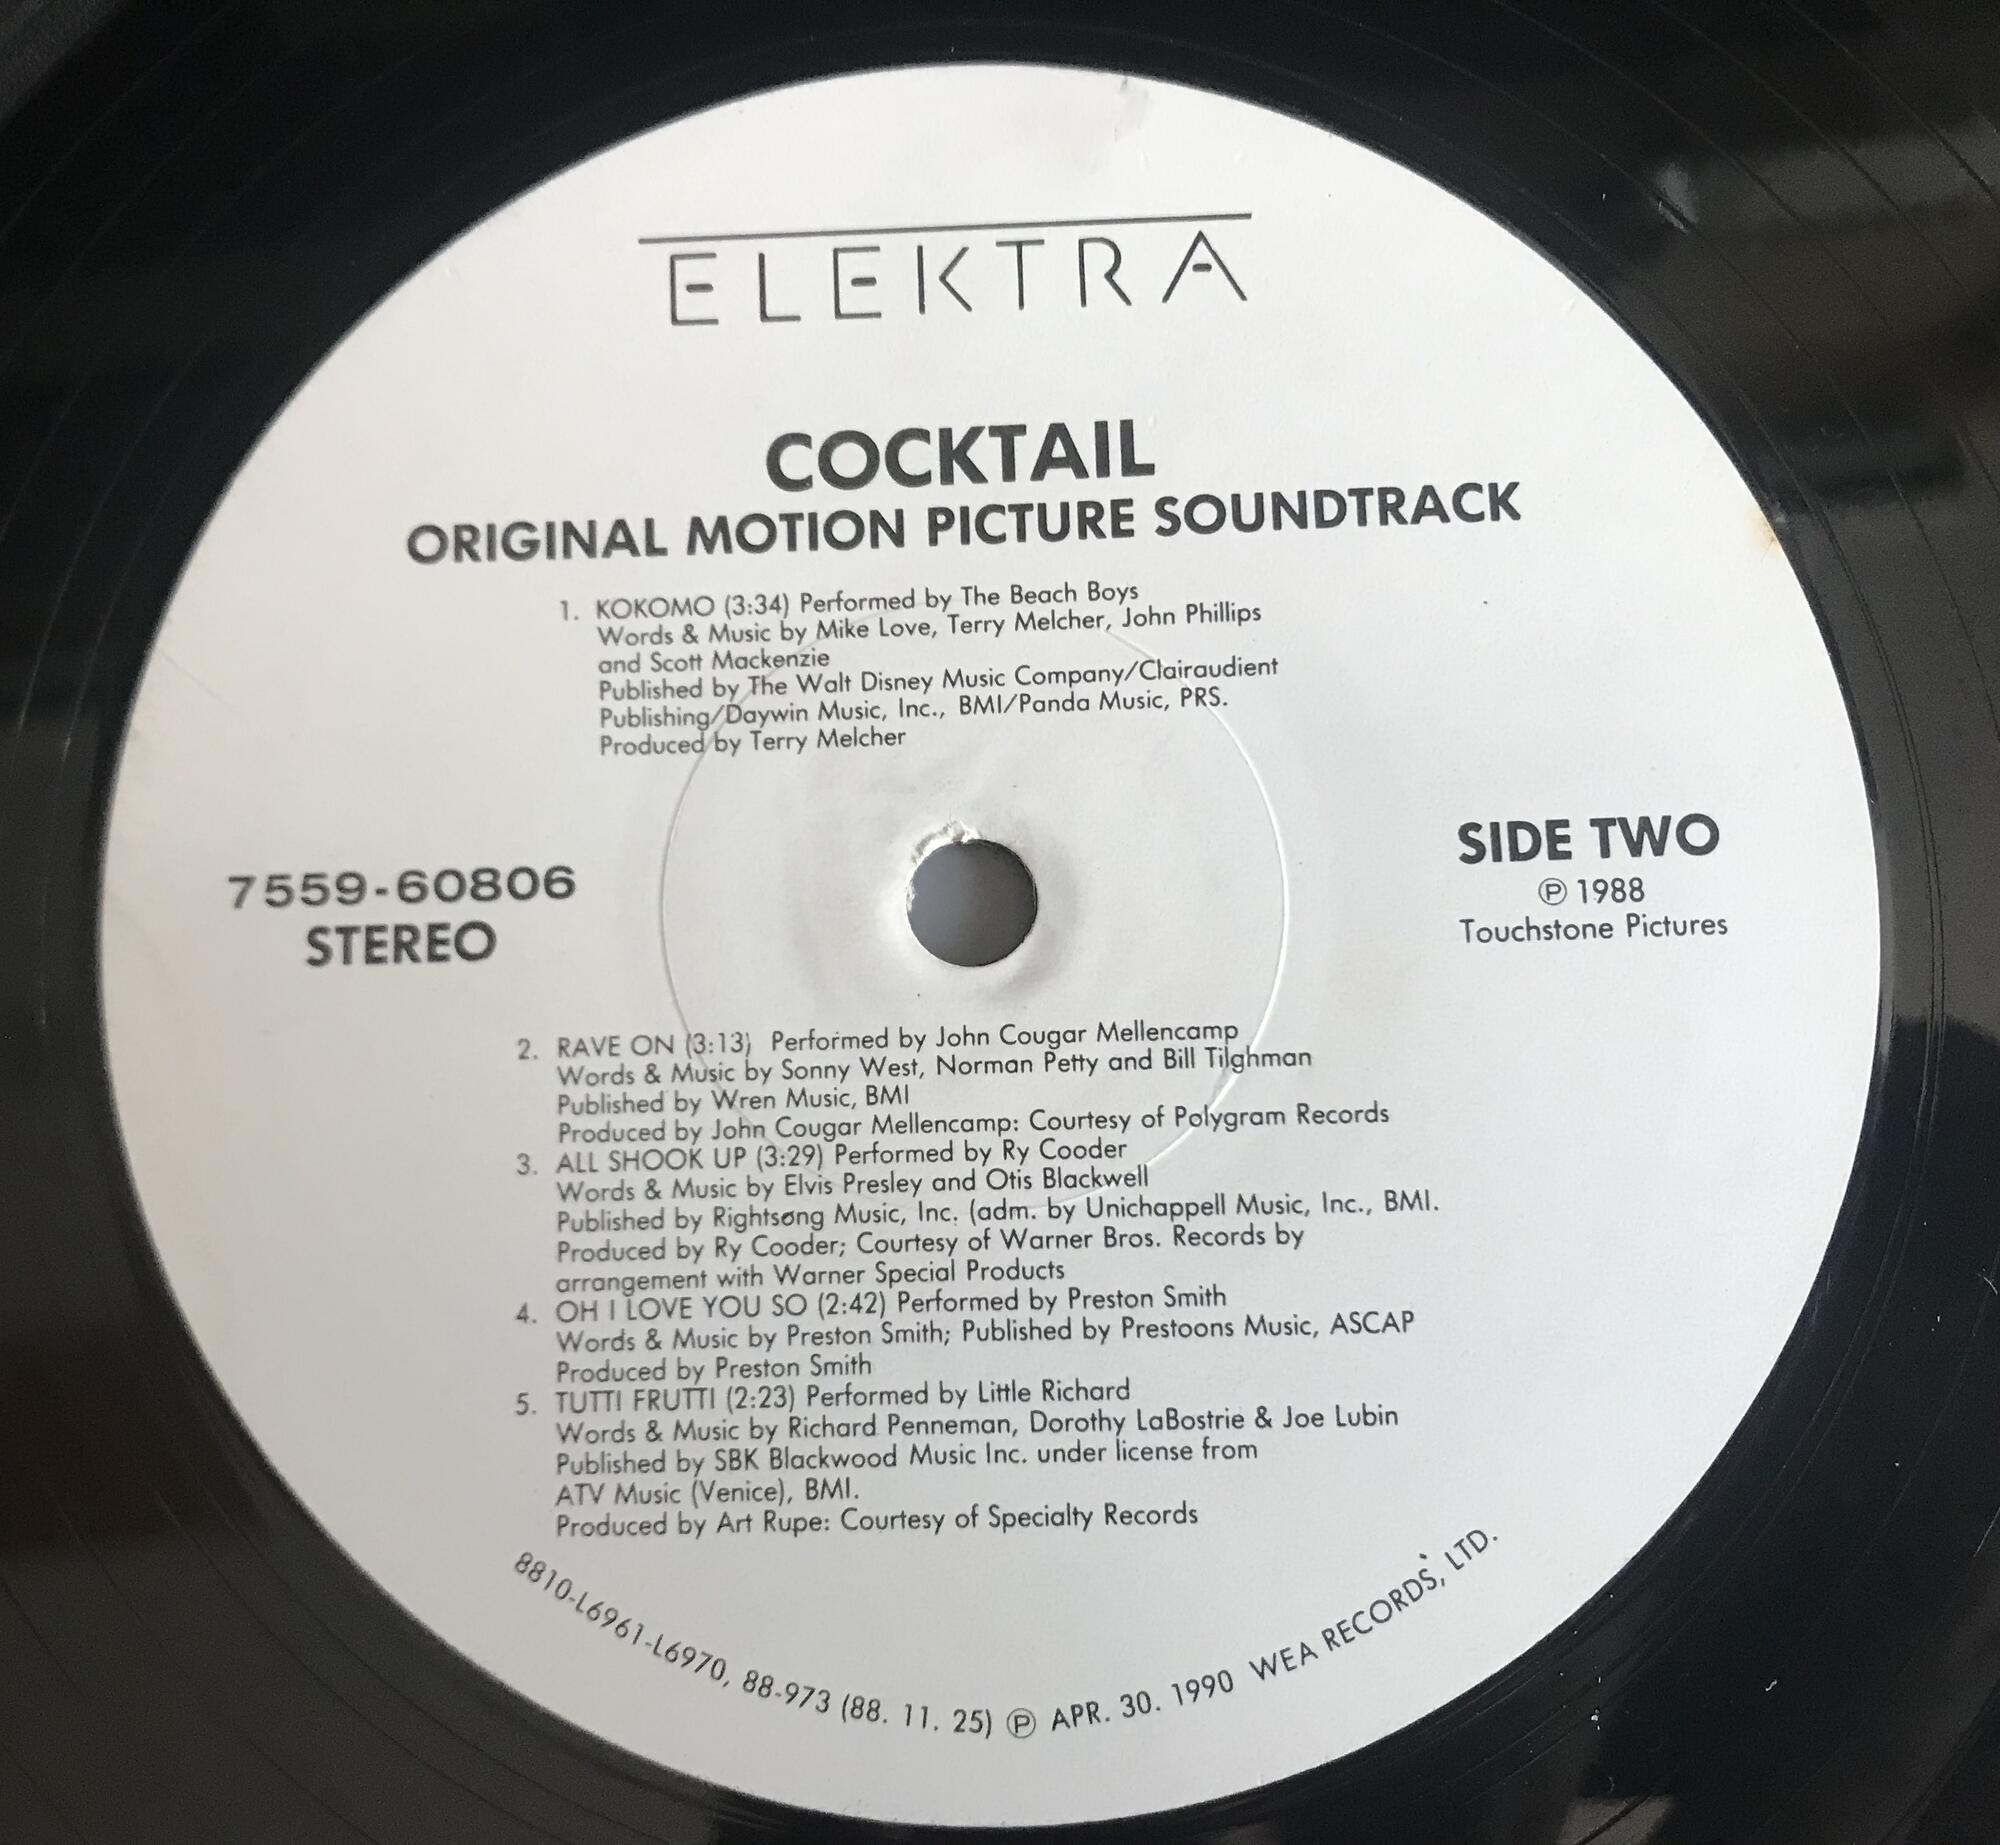 ELEKTRA
COCKTAIL
ORIGINAL MOTION PICTURE SOUNDTRACK
1. KOKOMO (3:34) Performed by The Beach Boys
Words & Music by Mike Love, Terry Melcher, John Phillips
and Scott Mackenzie
Published by The Walt Disney Music Company/Clairaudient
Publishing/Daywin Music, Inc., BMI/Panda Music, PRS.
Produced by Terry Melcher
7559-60806
STEREO
SIDE TWO
Ⓟ 1988
Touchstone Pictures
2. RAVE ON (3:13) Performed by John Cougar Mellencamp
Words & Music by Sonny West, Norman Petty and Bill Tilghman
Published by Wren Music, BMI
Produced by John Cougar Mellencamp: Courtesy of Polygram Records
3. ALL SHOOK UP (3:29) Performed by Ry Cooder
Words & Music by Elvis Presley and Otis Blackwell
Published by Rightsong Music, Inc. (adm. by Unichappell Music, Inc., BMI.
Produced by Ry Cooder; Courtesy of Warner Bros. Records by
arrangement with Warner Special Products
4. OH I LOVE YOU SO (2:42) Performed by Preston Smith
Words & Music by Preston Smith; Published by Prestoons Music, ASCAP
Produced by Preston Smith
5. TUTTI FRUTTI (2:23) Performed by Little Richard
Words & Music by Richard Penneman, Dorothy LaBostrie & Joe Lubin
Published by SBK Blackwood Music Inc. under license from
ATV Music (Venice), BMI.
Produced by Art Rupe: Courtesy of Specialty Records
8810-L6961-L6970, 88-973 (88. 11. 25) Ⓟ APR. 30. 1990 WEA RECORDS, LTD.